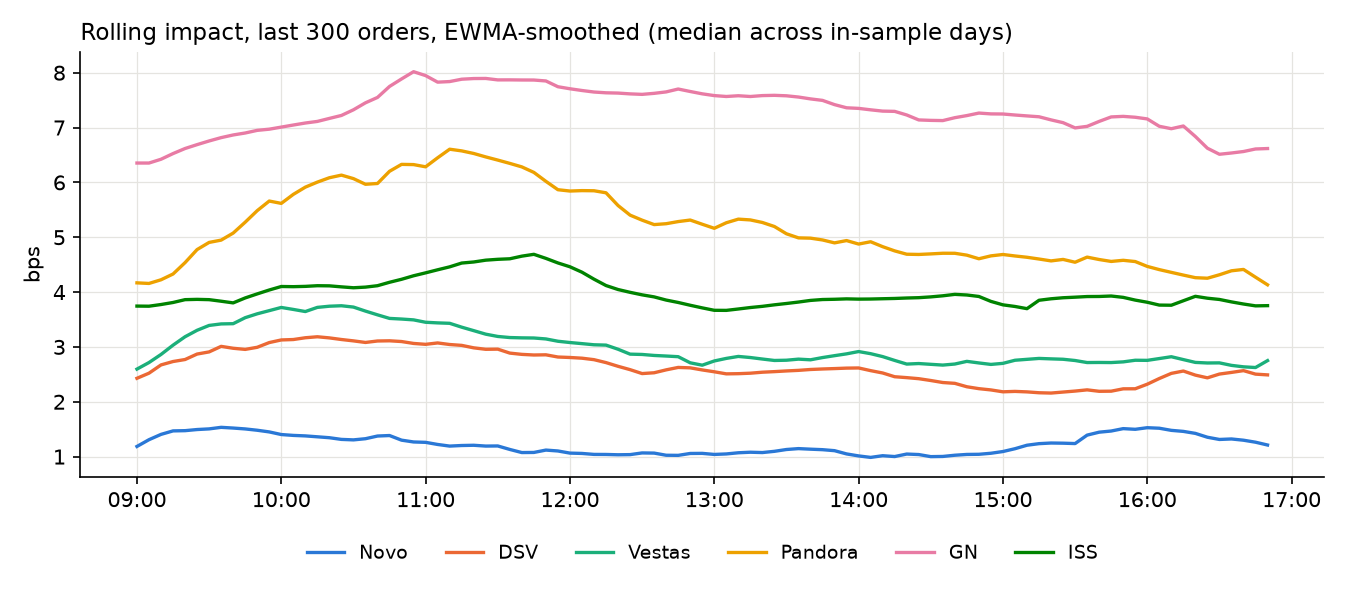 Rolling impact, last 300 orders, EWMA-smoothed (median across in-sample days)
bps
8
7
6
5
4
3
2
1
09:00 10:00 11:00 12:00 13:00 14:00 15:00 16:00 17:00
Novo DSV Vestas Pandora GN ISS